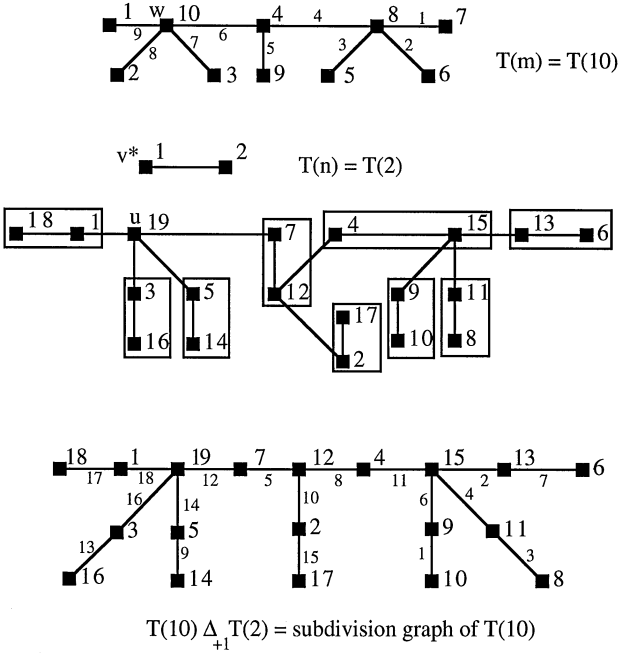 1 w 10 4 8 7
9 6 4 1
8 7 5 3 2
2 3 9 5 6
T(m) = T(10)
v* 1 2
T(n) = T(2)
18 1 u 19 7 4 15 13 6
3 5 12 9 11
16 14 17 10 8
2
18 1 19 7 12 4 15 13 6
17 18 12 5 8 11 2 7
16 14 10 6 4
3 5 2 9 11
13 9 15 1 3
16 14 17 10 8
T(10) Δ+1 T(2) = subdivision graph of T(10)